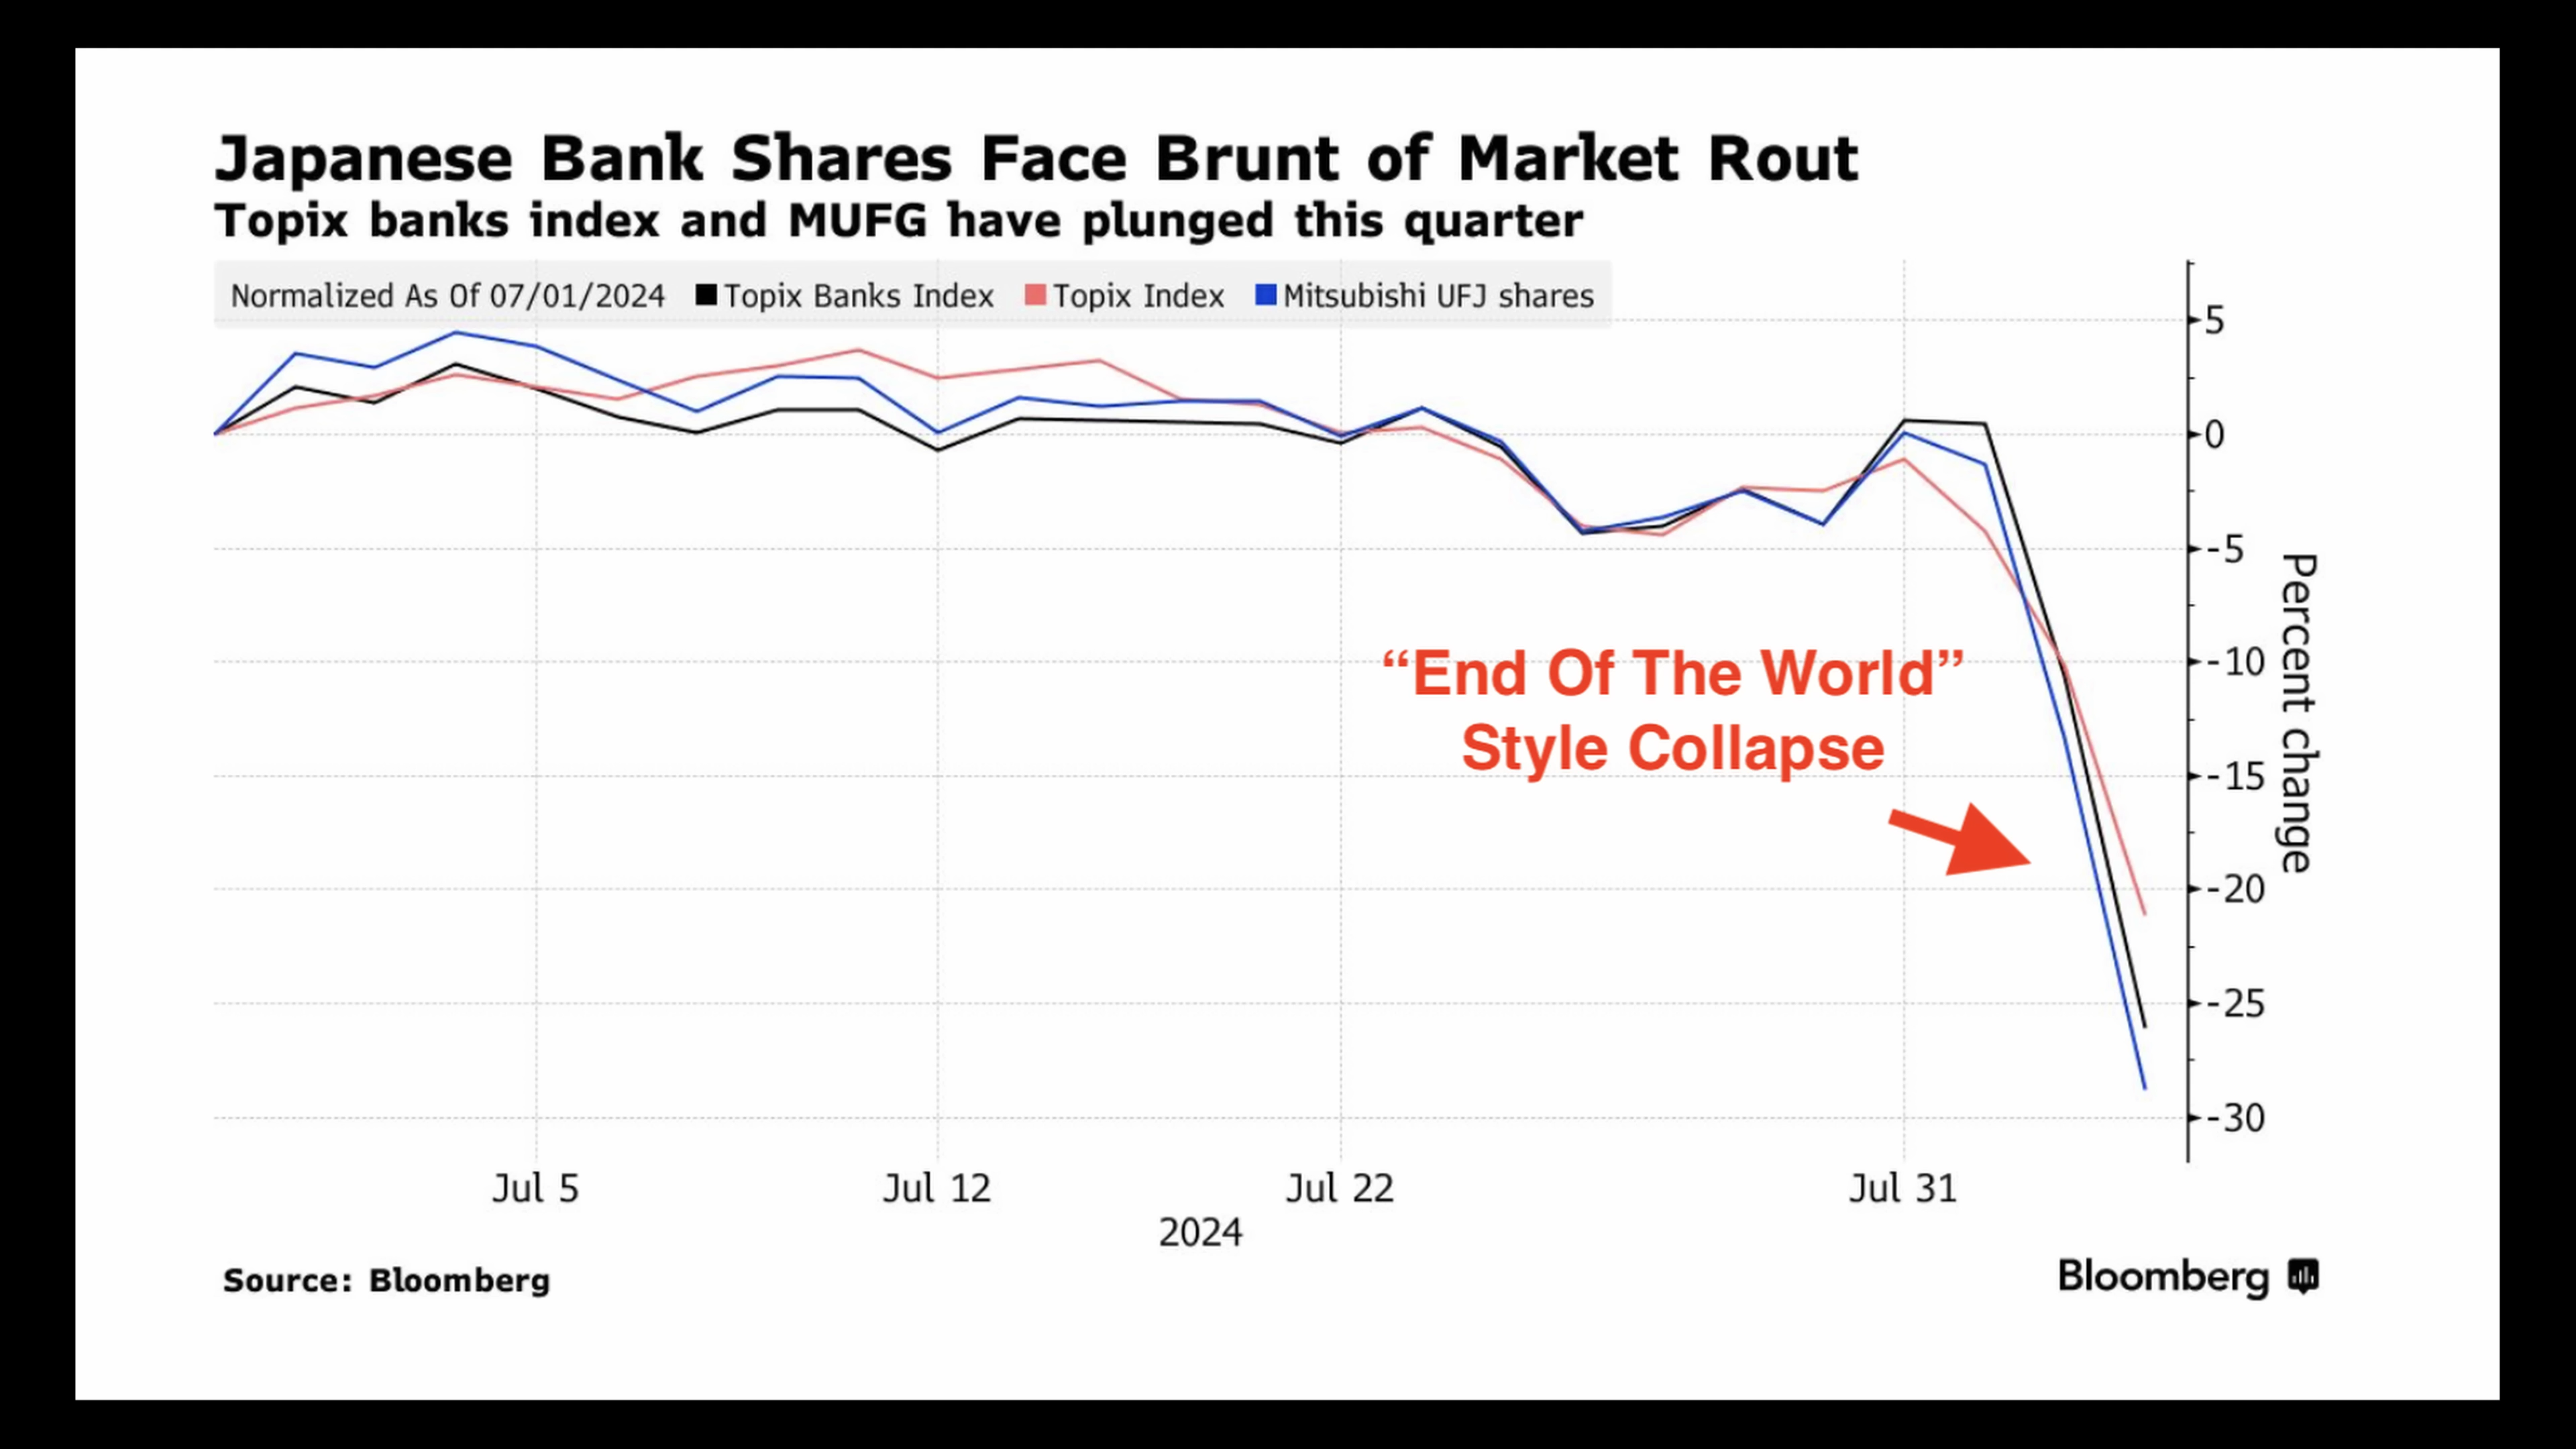 Japanese Bank Shares Face Brunt of Market Rout
Topix banks index and MUFG have plunged this quarter
Normalized As Of 07/01/2024 Topix Banks Index Topix Index Mitsubishi UFJ shares
5
0
-5
-10
-15
-20
-25
-30
Percent change
“End Of The World”
Style Collapse
Jul 5 Jul 12 Jul 22 Jul 31
2024
Source: Bloomberg
Bloomberg